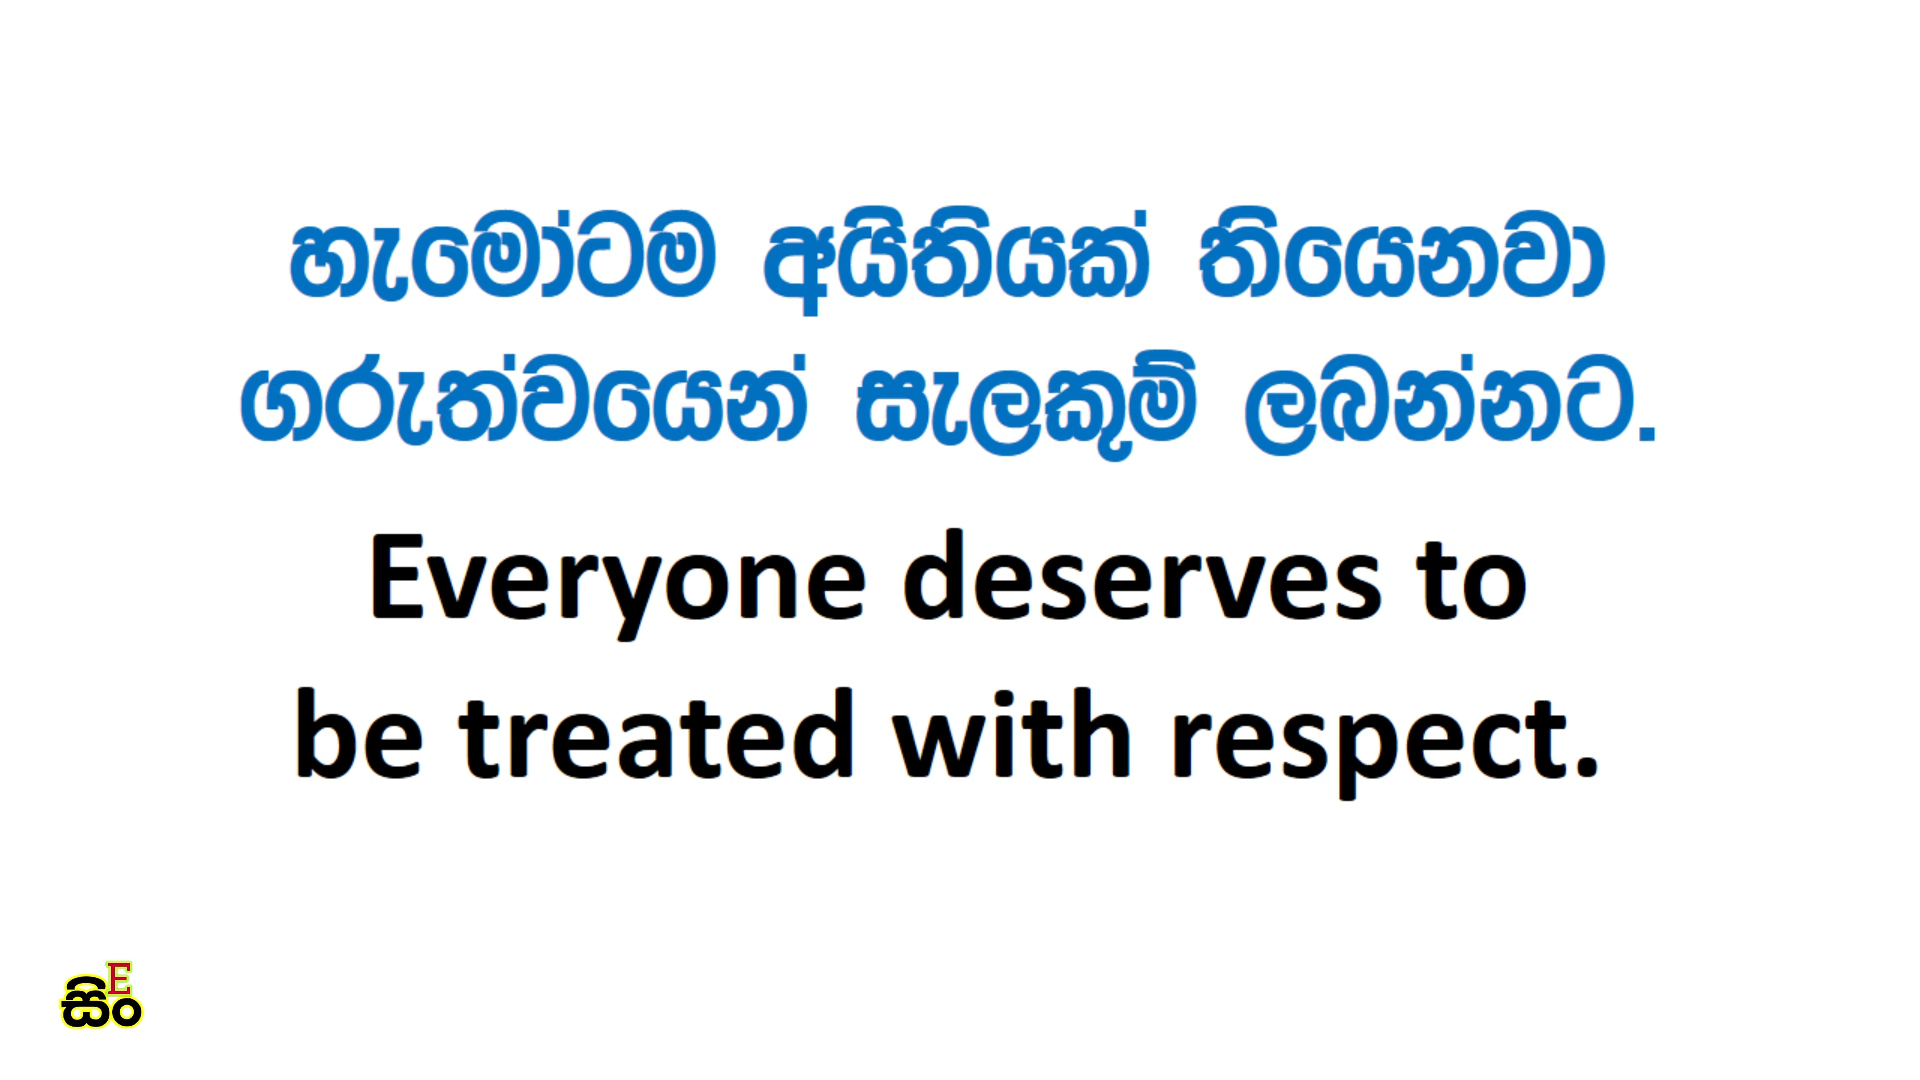 හැමෝටම අයිතියක් තියෙනවා
ගරුත්වයෙන් සැලකුම් ලබන්නට.
Everyone deserves to
be treated with respect.
E
සිං